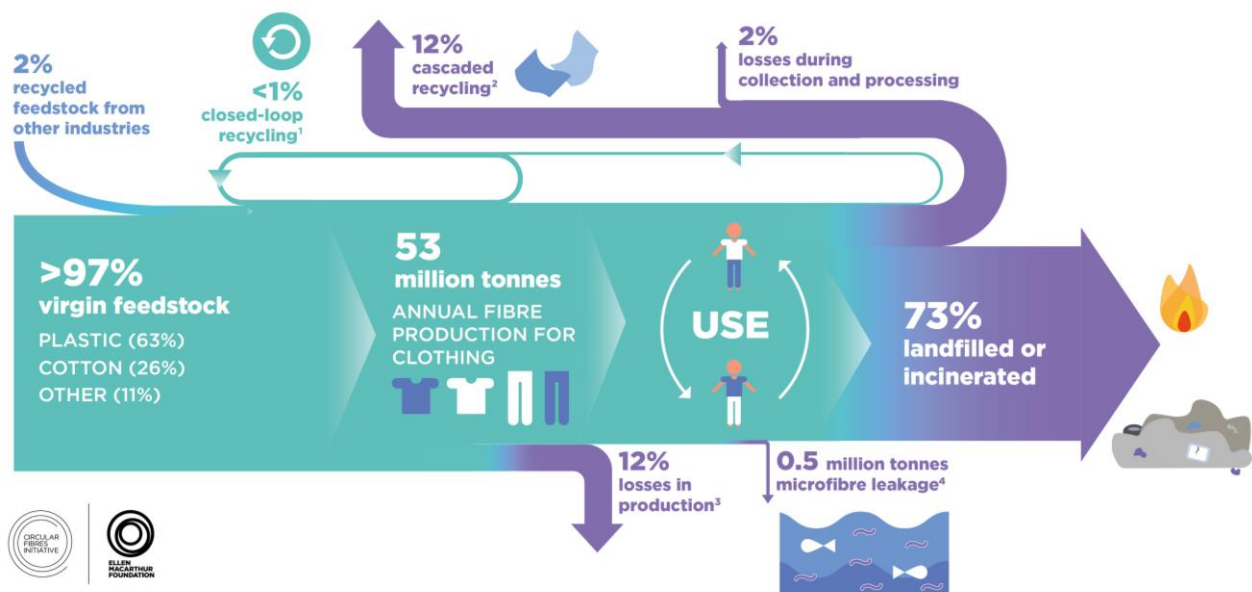 2%
recycled
feedstock from
other industries
<1%
closed-loop
recycling¹
12%
cascaded
recycling²
2%
losses during
collection and processing
>97%
virgin feedstock
PLASTIC (63%)
COTTON (26%)
OTHER (11%)
53
million tonnes
ANNUAL FIBRE
PRODUCTION FOR
CLOTHING
USE
73%
landfilled or
incinerated
12%
losses in
production³
0.5 million tonnes
microfibre leakage⁴
CIRCULAR
FIBRES
INITIATIVE
ELLEN
MACARTHUR
FOUNDATION